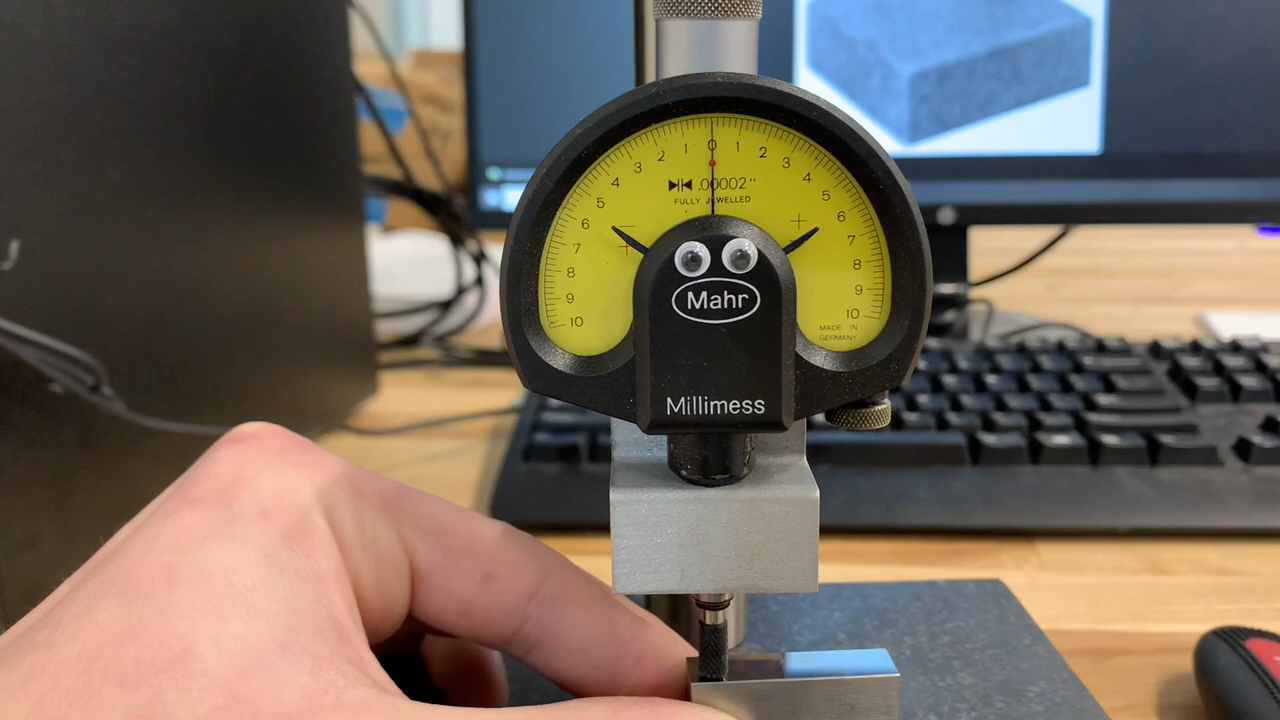 10 9 8 7 6 5 4 3 2 1 0 1 2 3 4 5 6 7 8 9 10
.00002"
FULLY JEWELLED
Mahr
MADE IN
GERMANY
Millimess